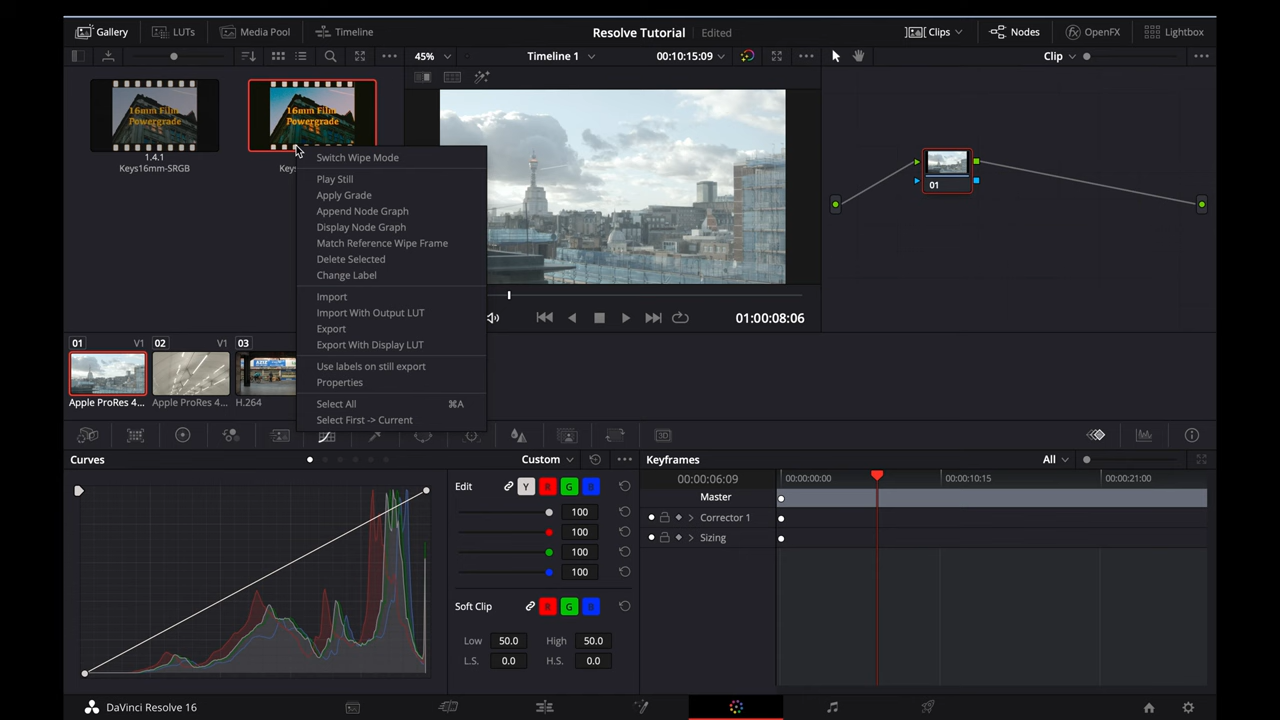 Gallery
LUTs
Media Pool
Timeline
Resolve Tutorial
Edited
Clips
Nodes
OpenFX
Lightbox
45%
Timeline 1
00:10:15:09
Clip
16mm Film
Powergrade
16mm Film
Powergrade
1.4.1
Keys16mm-SRGB
Keys
Switch Wipe Mode
Play Still
Apply Grade
Append Node Graph
Display Node Graph
Match Reference Wipe Frame
Delete Selected
Change Label
Import
Import With Output LUT
Export
Export With Display LUT
Use labels on still export
Properties
Select All ⌘A
Select First -> Current
01
01:00:08:06
01 V1
02 V1
03
Apple ProRes 4...
Apple ProRes 4...
H.264
Curves
Custom
Keyframes
All
00:00:06:09
00:00:00:00
00:00:10:15
00:00:21:00
Master
Corrector 1
Sizing
Edit
Y R G B
100
100
100
100
Soft Clip
R G B
Low 50.0 High 50.0
L.S. 0.0 H.S. 0.0
3D
DaVinci Resolve 16